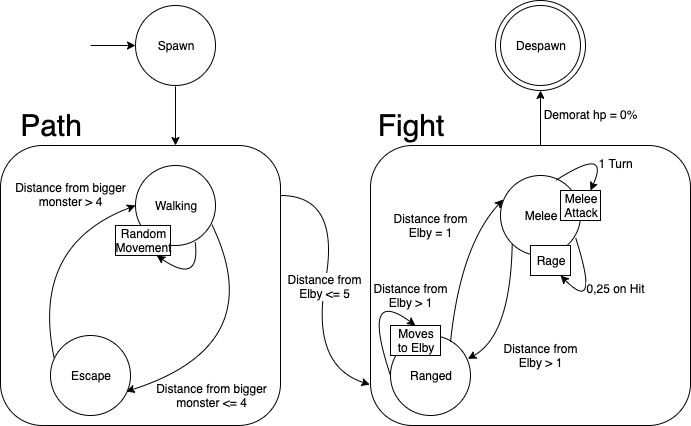 Spawn
Despawn
Demorat hp = 0%
Path
Fight
Distance from bigger
monster > 4
Walking
Random
Movement
Escape
Distance from bigger
monster <= 4
Distance from
Elby <= 5
1 Turn
Melee
Melee
Attack
Rage
0,25 on Hit
Distance from
Elby = 1
Distance from
Elby > 1
Moves
to Elby
Ranged
Distance from
Elby > 1